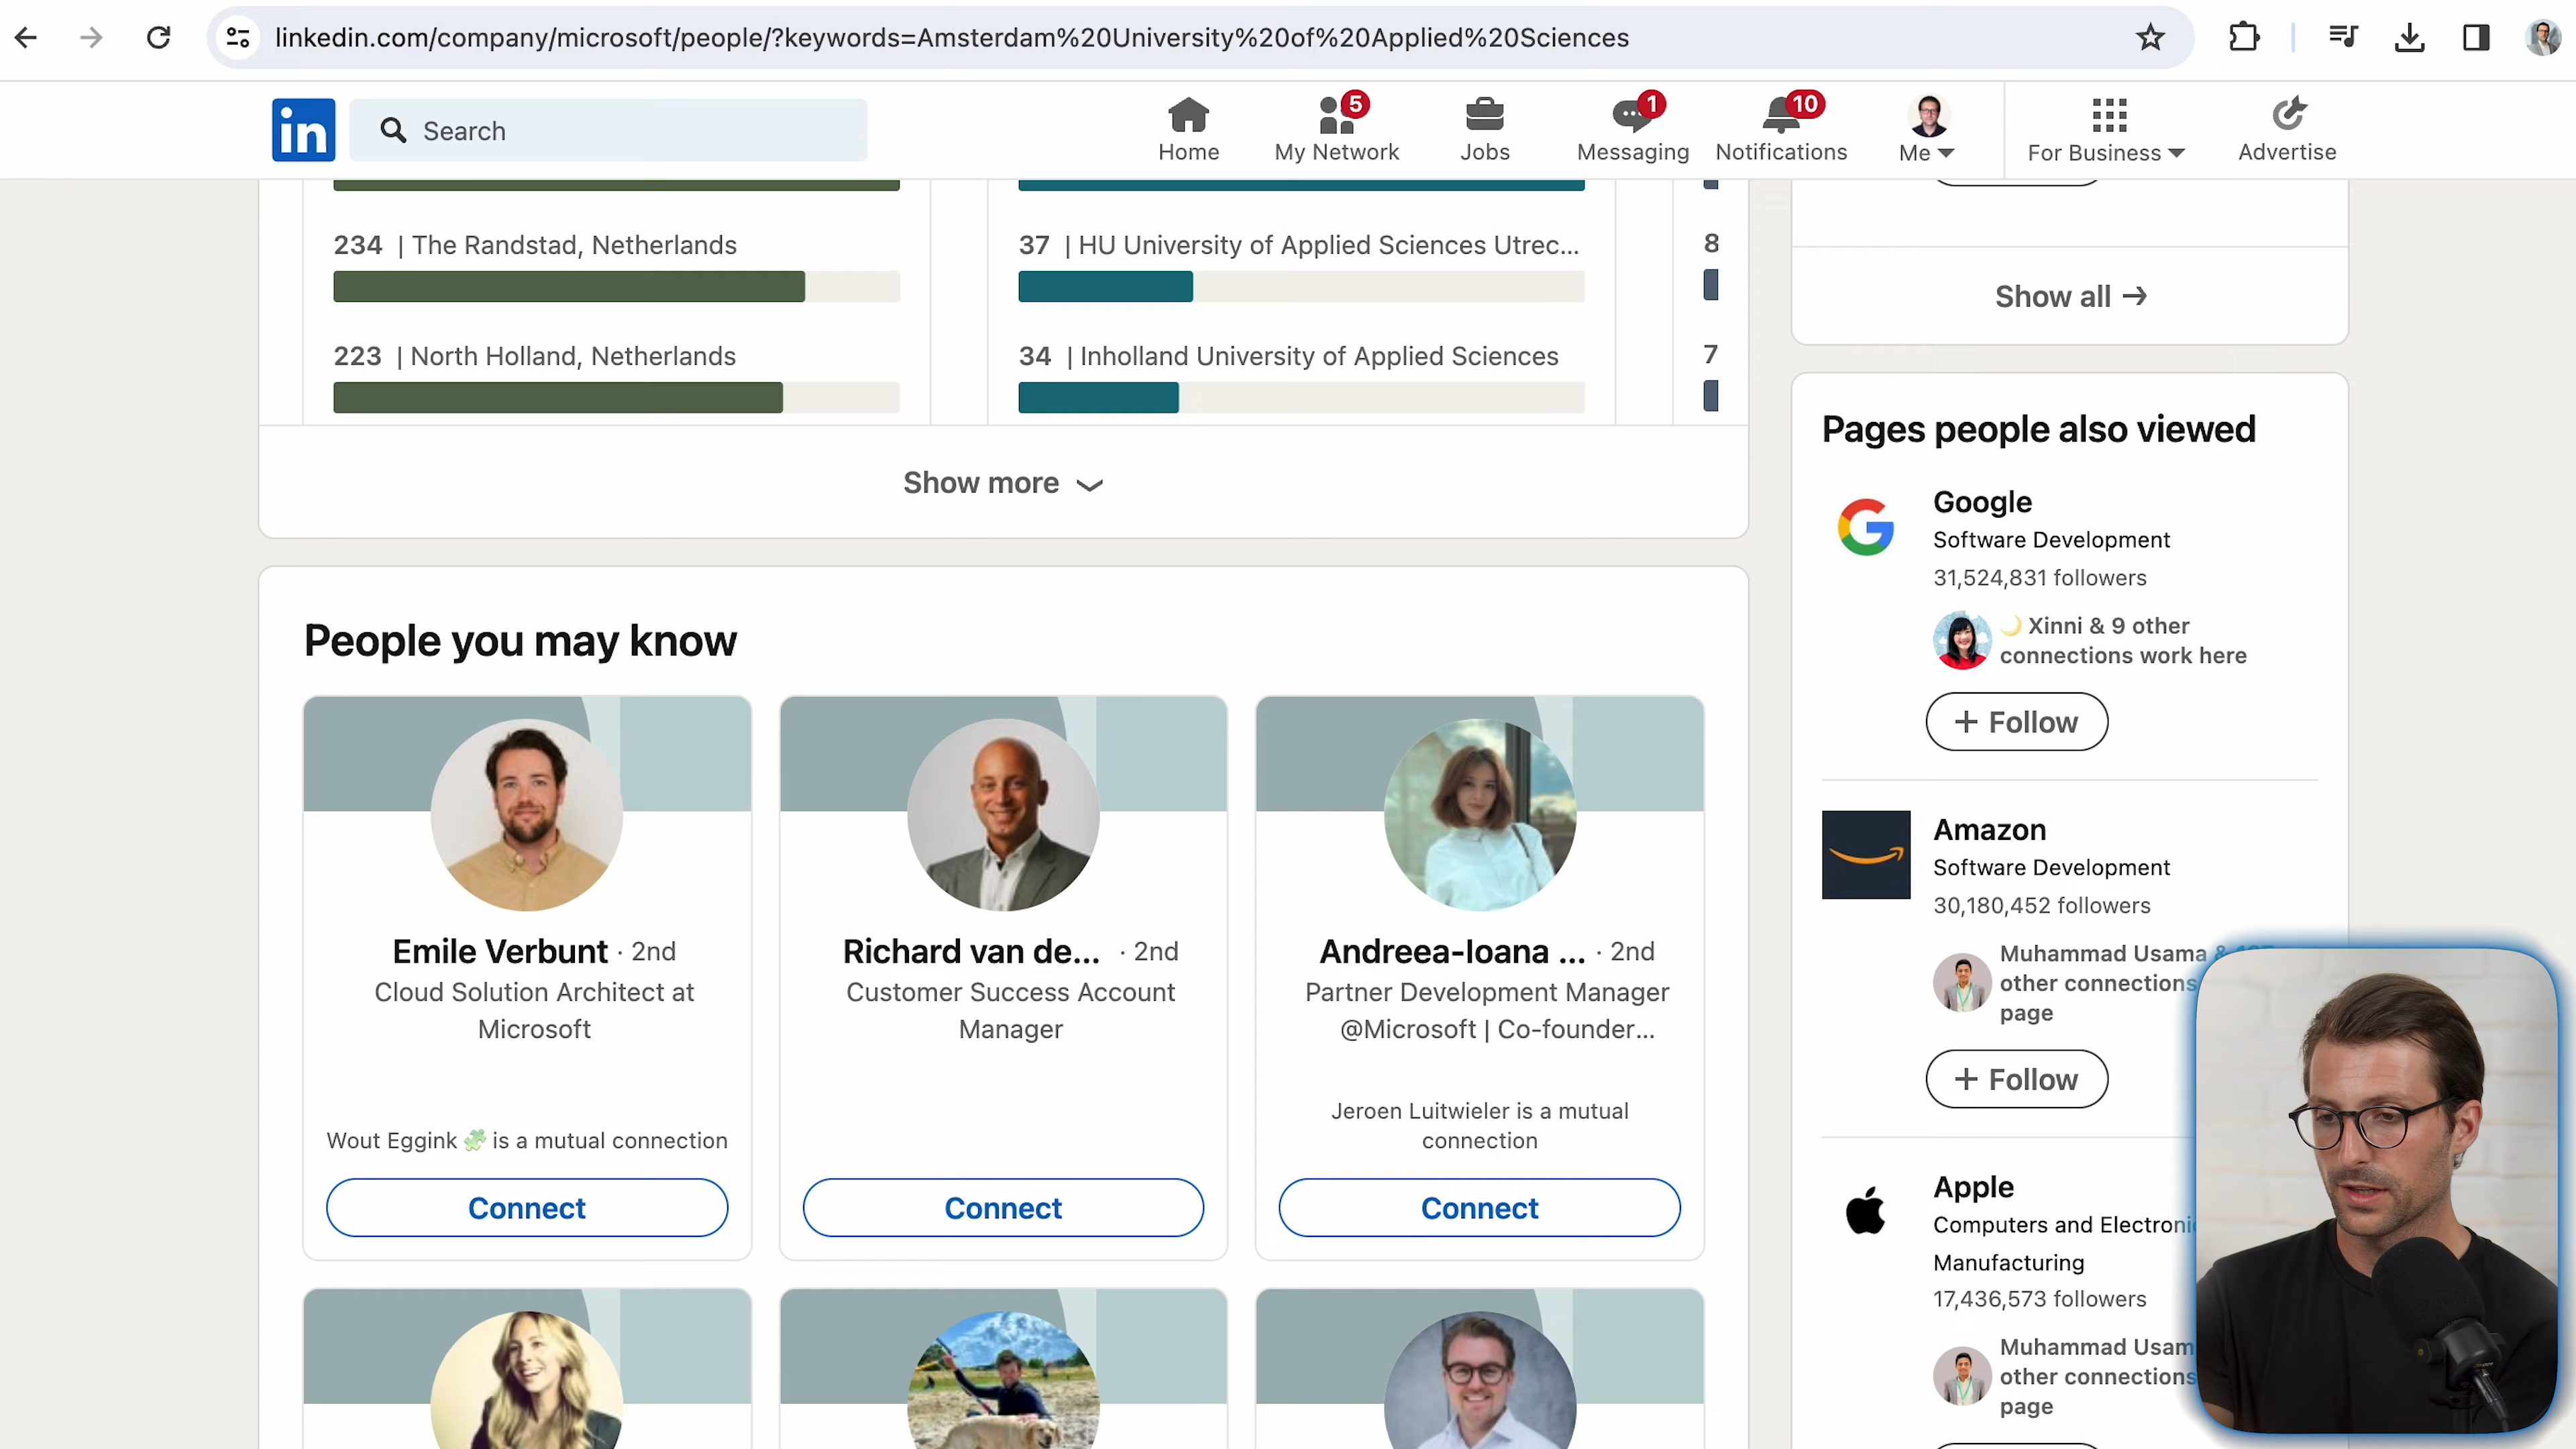 linkedin.com/company/microsoft/people/?keywords=Amsterdam%20University%20of%20Applied%20Sciences
in
Search
Home
5
My Network
Jobs
1
Messaging
10
Notifications
Me
For Business
Advertise
234 | The Randstad, Netherlands
37 | HU University of Applied Sciences Utrec...
8
223 | North Holland, Netherlands
34 | Inholland University of Applied Sciences
7
Show more
People you may know
Emile Verbunt · 2nd
Cloud Solution Architect at
Microsoft
Wout Eggink is a mutual connection
Connect
Richard van de... · 2nd
Customer Success Account
Manager
Connect
Andreea-Ioana ... · 2nd
Partner Development Manager
@Microsoft | Co-founder...
Jeroen Luitwieler is a mutual
connection
Connect
Show all →
Pages people also viewed
Google
Software Development
31,524,831 followers
Xinni & 9 other
connections work here
+ Follow
Amazon
Software Development
30,180,452 followers
Muhammad Usama &
other connections
page
+ Follow
Apple
Computers and
Manufacturing
17,436,573 followers
Muhammad
other connections
page